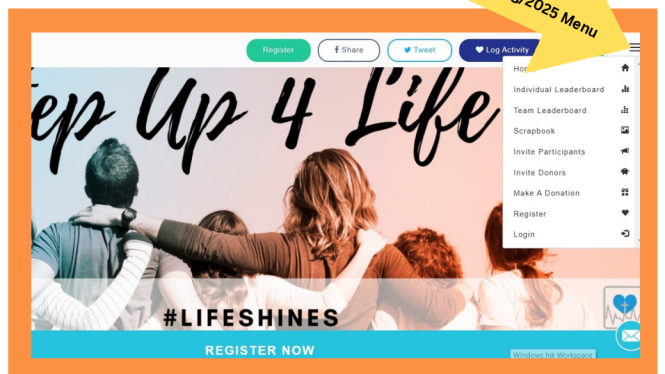 /2025 Menu
Register
Share
Tweet
Log Activity
Individual Leaderboard
Team Leaderboard
Scrapbook
Invite Participants
Invite Donors
Make A Donation
Register
Login
ep Up 4 Life
#LIFESHINES
REGISTER NOW
Windows Ink Workspace